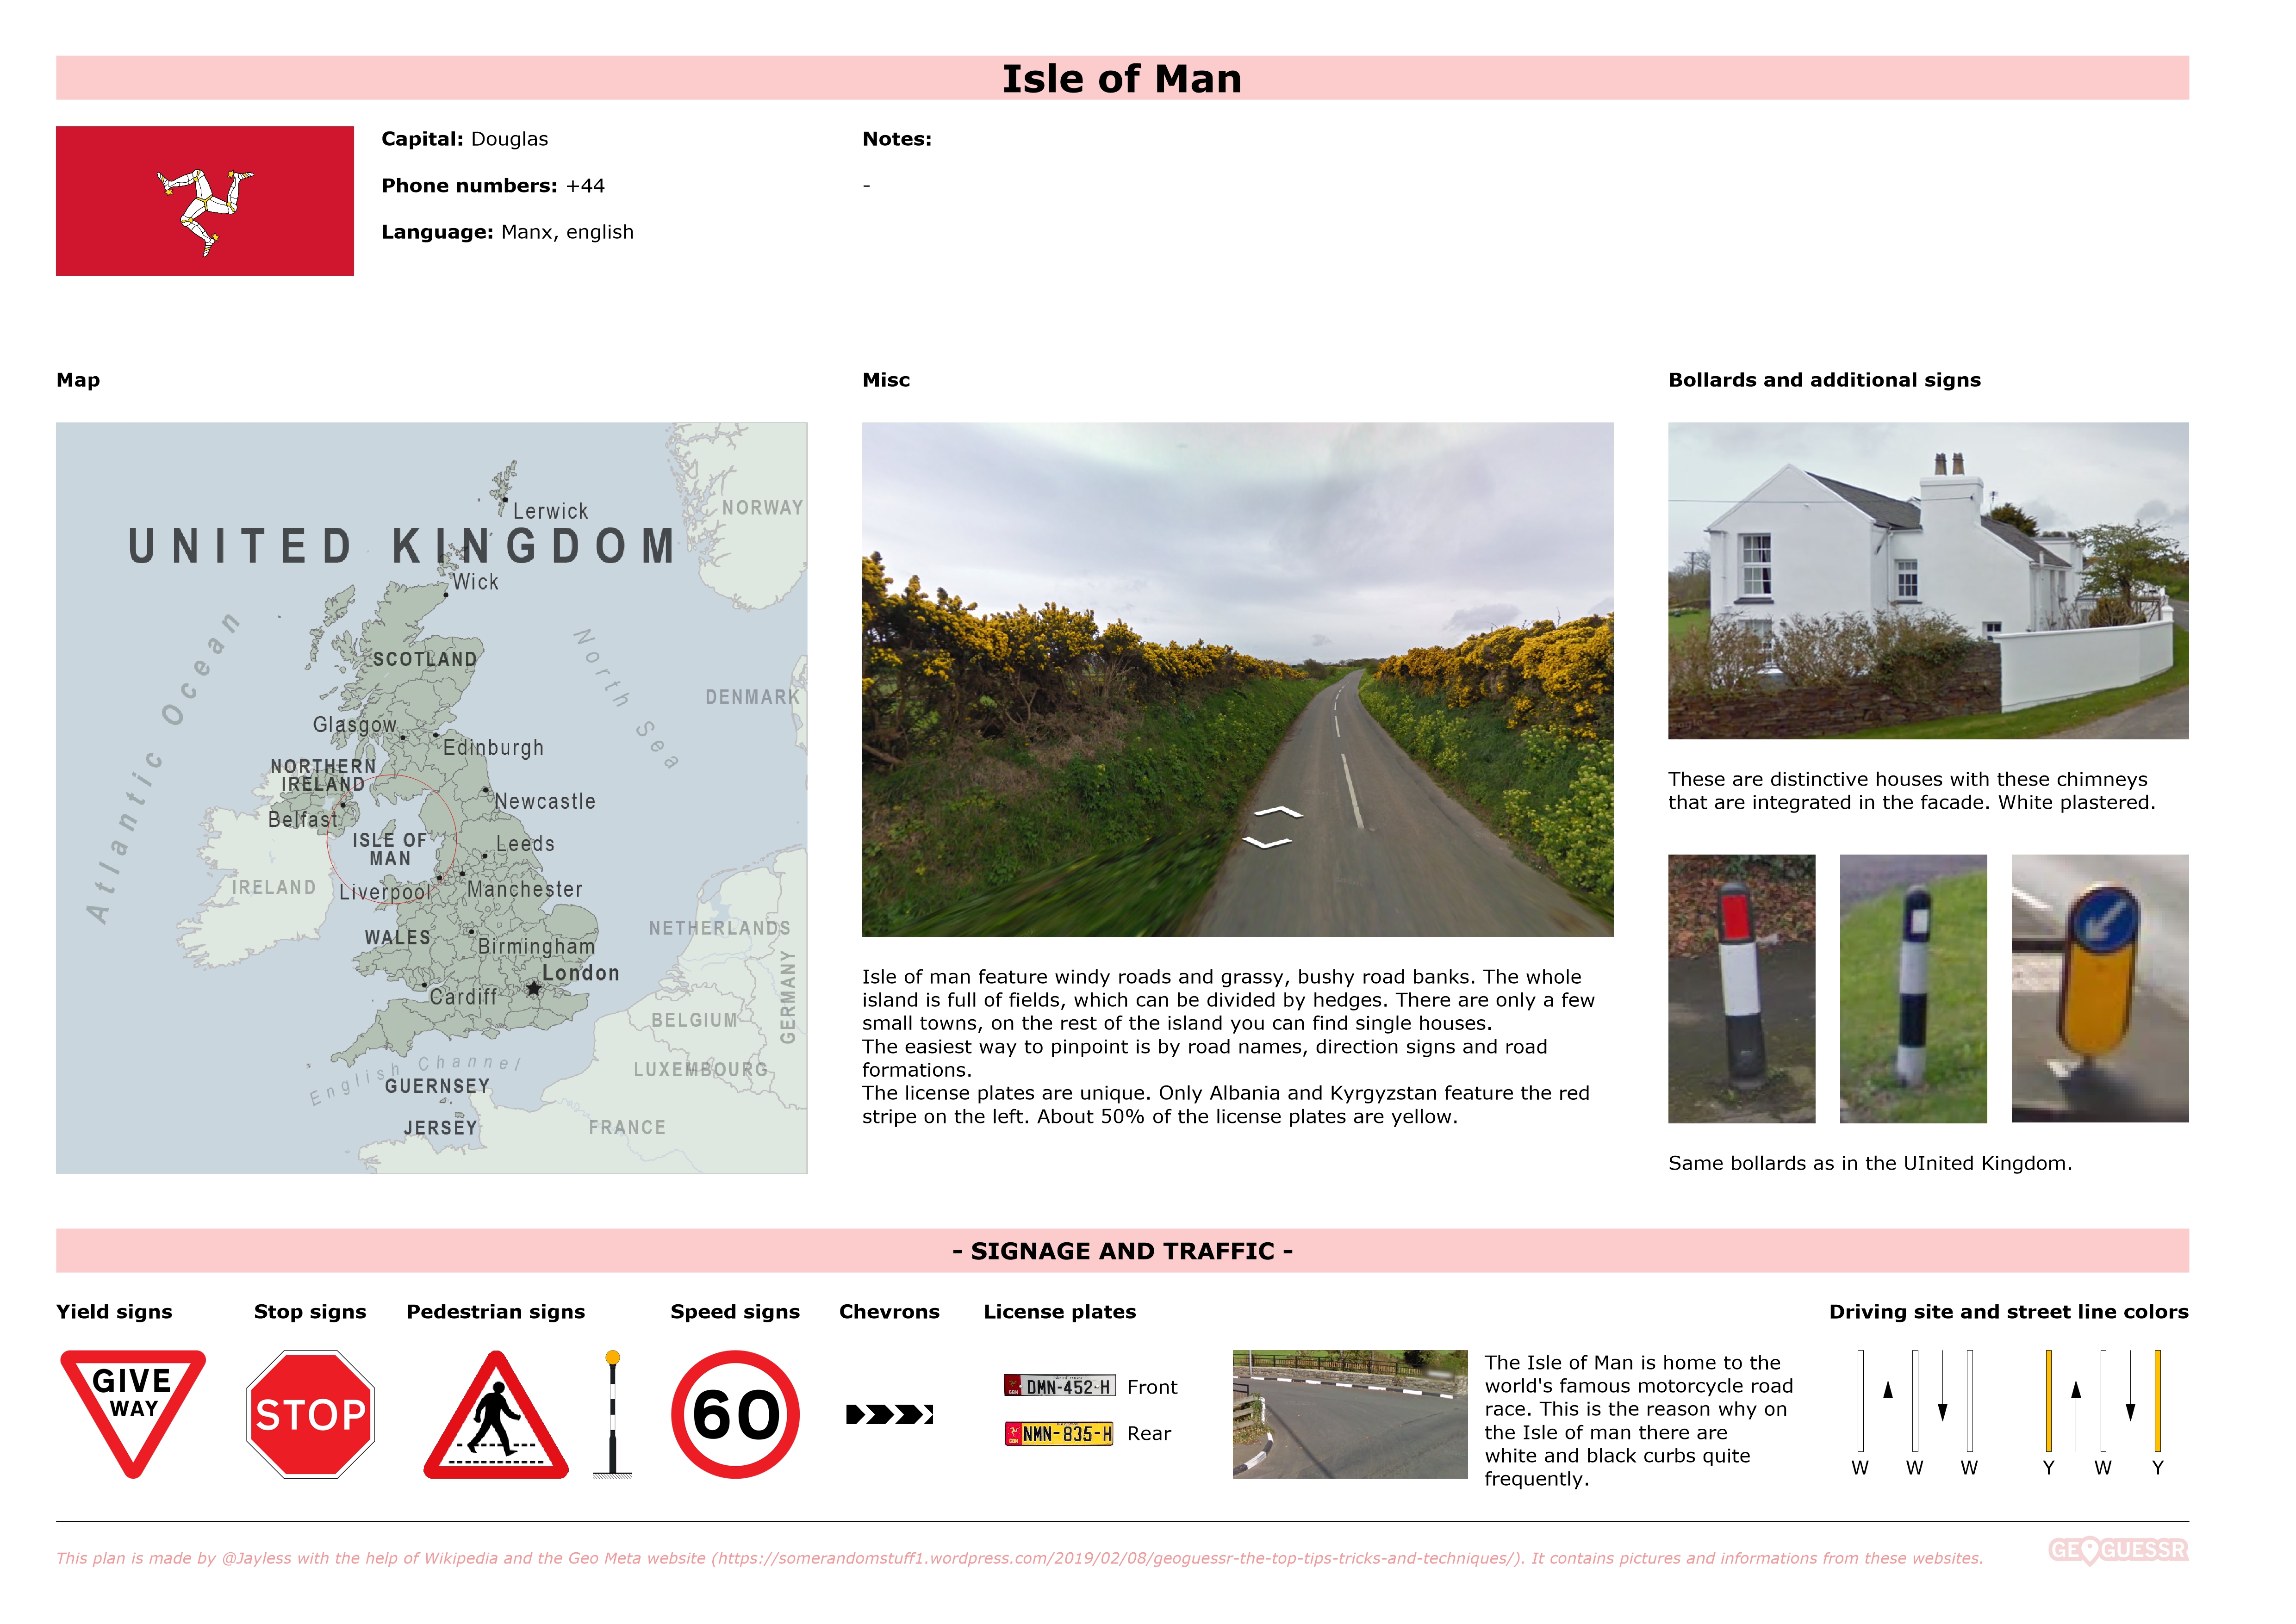 Isle of Man
Capital: Douglas
Phone numbers: +44
Language: Manx, english
Notes:
-
Map
UNITED KINGDOM
Lerwick
NORWAY
Wick
Atlantic Ocean
North Sea
SCOTLAND
DENMARK
Glasgow
Edinburgh
NORTHERN
IRELAND
Newcastle
Belfast
ISLE OF
MAN
Leeds
IRELAND
Liverpool
Manchester
NETHERLANDS
WALES
Birmingham
London
GERMANY
Cardiff
BELGIUM
English Channel
LUXEMBOURG
GUERNSEY
JERSEY
FRANCE
Misc
Isle of man feature windy roads and grassy, bushy road banks. The whole
island is full of fields, which can be divided by hedges. There are only a few
small towns, on the rest of the island you can find single houses.
The easiest way to pinpoint is by road names, direction signs and road
formations.
The license plates are unique. Only Albania and Kyrgyzstan feature the red
stripe on the left. About 50% of the license plates are yellow.
Bollards and additional signs
These are distinctive houses with these chimneys
that are integrated in the facade. White plastered.
Same bollards as in the UInited Kingdom.
- SIGNAGE AND TRAFFIC -
Yield signs
GIVE
WAY
Stop signs
STOP
Pedestrian signs
Speed signs
60
Chevrons
License plates
DMN-452-H Front
NMN-835-H Rear
The Isle of Man is home to the
world's famous motorcycle road
race. This is the reason why on
the Isle of man there are
white and black curbs quite
frequently.
Driving site and street line colors
W W W Y W Y
This plan is made by @Jayless with the help of Wikipedia and the Geo Meta website (https://somerandomstuff1.wordpress.com/2019/02/08/geoguessr-the-top-tips-tricks-and-techniques/). It contains pictures and informations from these websites.
GEOGUESSR